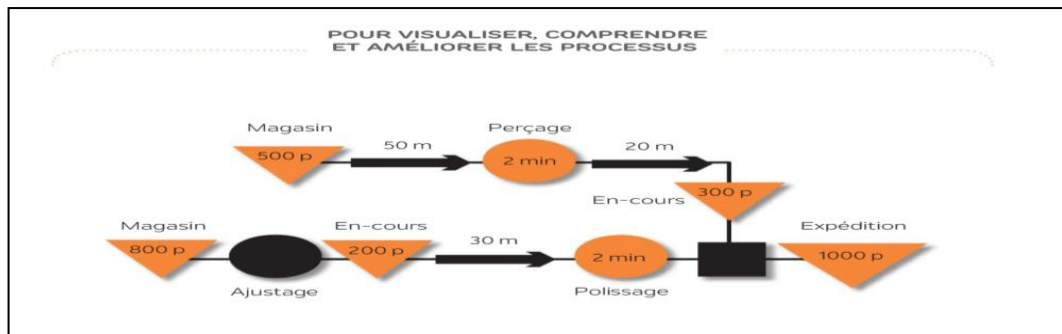 POUR VISUALISER, COMPRENDRE
ET AMÉLIORER LES PROCESSUS
Magasin
50 m
Perçage
20 m
500 p
2 min
En-cours
300 p
Magasin
En-cours
30 m
Expédition
800 p
200 p
2 min
1000 p
Ajustage
Polissage